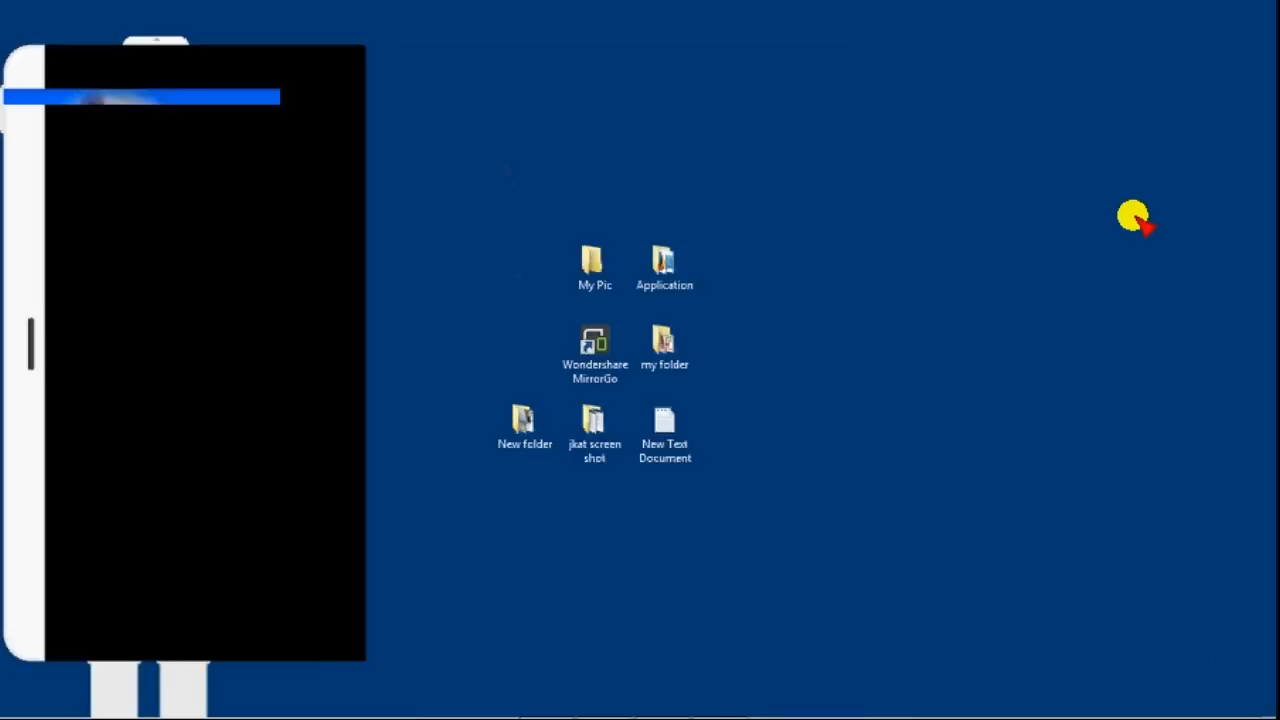 My Pic
Application
Wondershare
MirrorGo
my folder
New folder
jkat screen
shot
New Text
Document